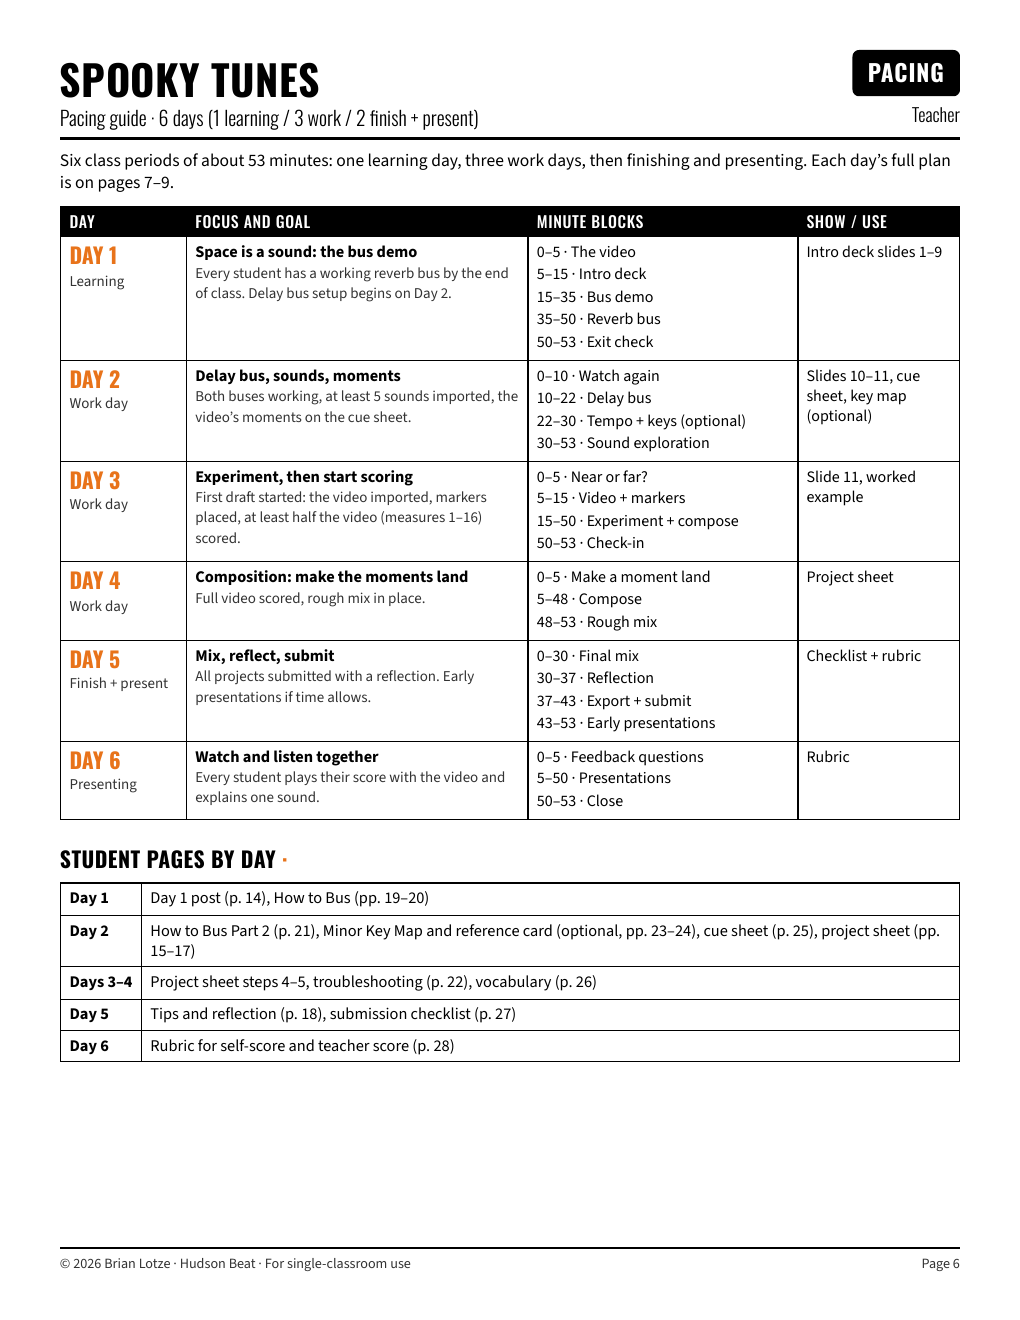 SPOOKY TUNES
PACING
Pacing guide · 6 days (1 learning / 3 work / 2 finish + present)
Teacher
Six class periods of about 53 minutes: one learning day, three work days, then finishing and presenting. Each day’s full plan
is on pages 7–9.
DAY FOCUS AND GOAL MINUTE BLOCKS SHOW / USE
DAY 1
Learning
Space is a sound: the bus demo
Every student has a working reverb bus by the end
of class. Delay bus setup begins on Day 2.
0–5 · The video
5–15 · Intro deck
15–35 · Bus demo
35–50 · Reverb bus
50–53 · Exit check
Intro deck slides 1–9
DAY 2
Work day
Delay bus, sounds, moments
Both buses working, at least 5 sounds imported, the
video’s moments on the cue sheet.
0–10 · Watch again
10–22 · Delay bus
22–30 · Tempo + keys (optional)
30–53 · Sound exploration
Slides 10–11, cue
sheet, key map
(optional)
DAY 3
Work day
Experiment, then start scoring
First draft started: the video imported, markers
placed, at least half the video (measures 1–16)
scored.
0–5 · Near or far?
5–15 · Video + markers
15–50 · Experiment + compose
50–53 · Check-in
Slide 11, worked
example
DAY 4
Work day
Composition: make the moments land
Full video scored, rough mix in place.
0–5 · Make a moment land
5–48 · Compose
48–53 · Rough mix
Project sheet
DAY 5
Finish + present
Mix, reflect, submit
All projects submitted with a reflection. Early
presentations if time allows.
0–30 · Final mix
30–37 · Reflection
37–43 · Export + submit
43–53 · Early presentations
Checklist + rubric
DAY 6
Presenting
Watch and listen together
Every student plays their score with the video and
explains one sound.
0–5 · Feedback questions
5–50 · Presentations
50–53 · Close
Rubric
STUDENT PAGES BY DAY ·
Day 1 Day 1 post (p. 14), How to Bus (pp. 19–20)
Day 2 How to Bus Part 2 (p. 21), Minor Key Map and reference card (optional, pp. 23–24), cue sheet (p. 25), project sheet (pp.
15–17)
Days 3–4 Project sheet steps 4–5, troubleshooting (p. 22), vocabulary (p. 26)
Day 5 Tips and reflection (p. 18), submission checklist (p. 27)
Day 6 Rubric for self-score and teacher score (p. 28)
© 2026 Brian Lotze · Hudson Beat · For single-classroom use
Page 6